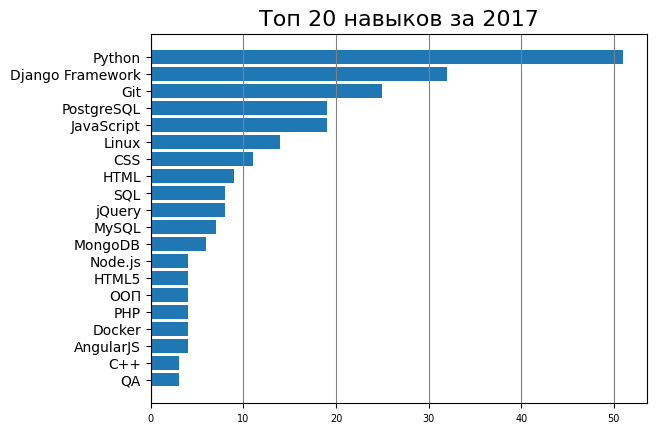 Топ 20 навыков за 2017
Python
Django Framework
Git
PostgreSQL
JavaScript
Linux
CSS
HTML
SQL
jQuery
MySQL
MongoDB
Node.js
HTML5
ООП
PHP
Docker
AngularJS
C++
QA
0 10 20 30 40 50